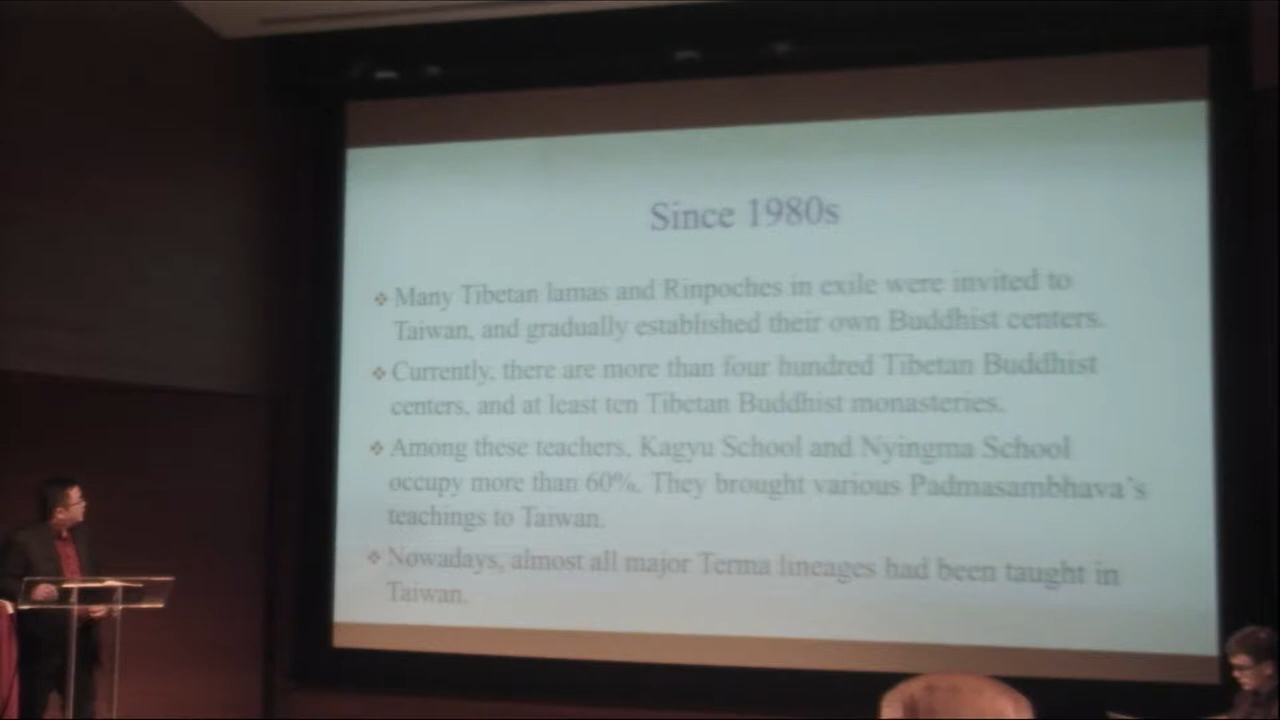 Since 1980s
❖ Many Tibetan lamas and Rinpoches in exile were invited to
Taiwan, and gradually established their own Buddhist centers.
❖ Currently, there are more than four hundred Tibetan Buddhist
centers, and at least ten Tibetan Buddhist monasteries.
❖ Among these teachers, Kagyu School and Nyingma School
occupy more than 60%. They brought various Padmasambhava's
teachings to Taiwan.
❖ Nowadays, almost all major Terma lineages had been taught in
Taiwan.